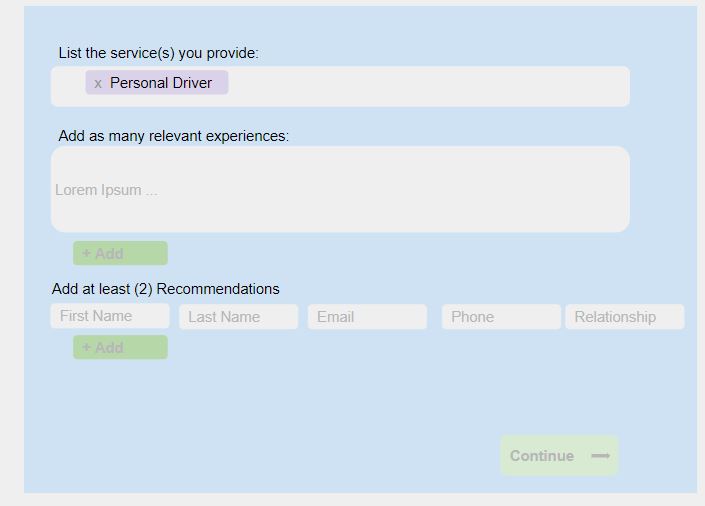 List the service(s) you provide:
x Personal Driver
Add as many relevant experiences:
Lorem Ipsum ...
+ Add
Add at least (2) Recommendations
First Name Last Name Email Phone Relationship
+ Add
Continue